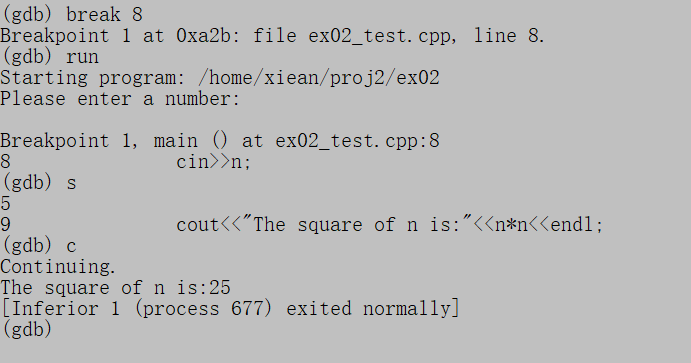 (gdb) break 8
Breakpoint 1 at 0xa2b: file ex02_test.cpp, line 8.
(gdb) run
Starting program: /home/xiean/proj2/ex02
Please enter a number:
Breakpoint 1, main () at ex02_test.cpp:8
8 cin>>n;
(gdb) s
5
9 cout<<"The square of n is:"<<n*n<<endl;
(gdb) c
Continuing.
The square of n is:25
[Inferior 1 (process 677) exited normally]
(gdb)